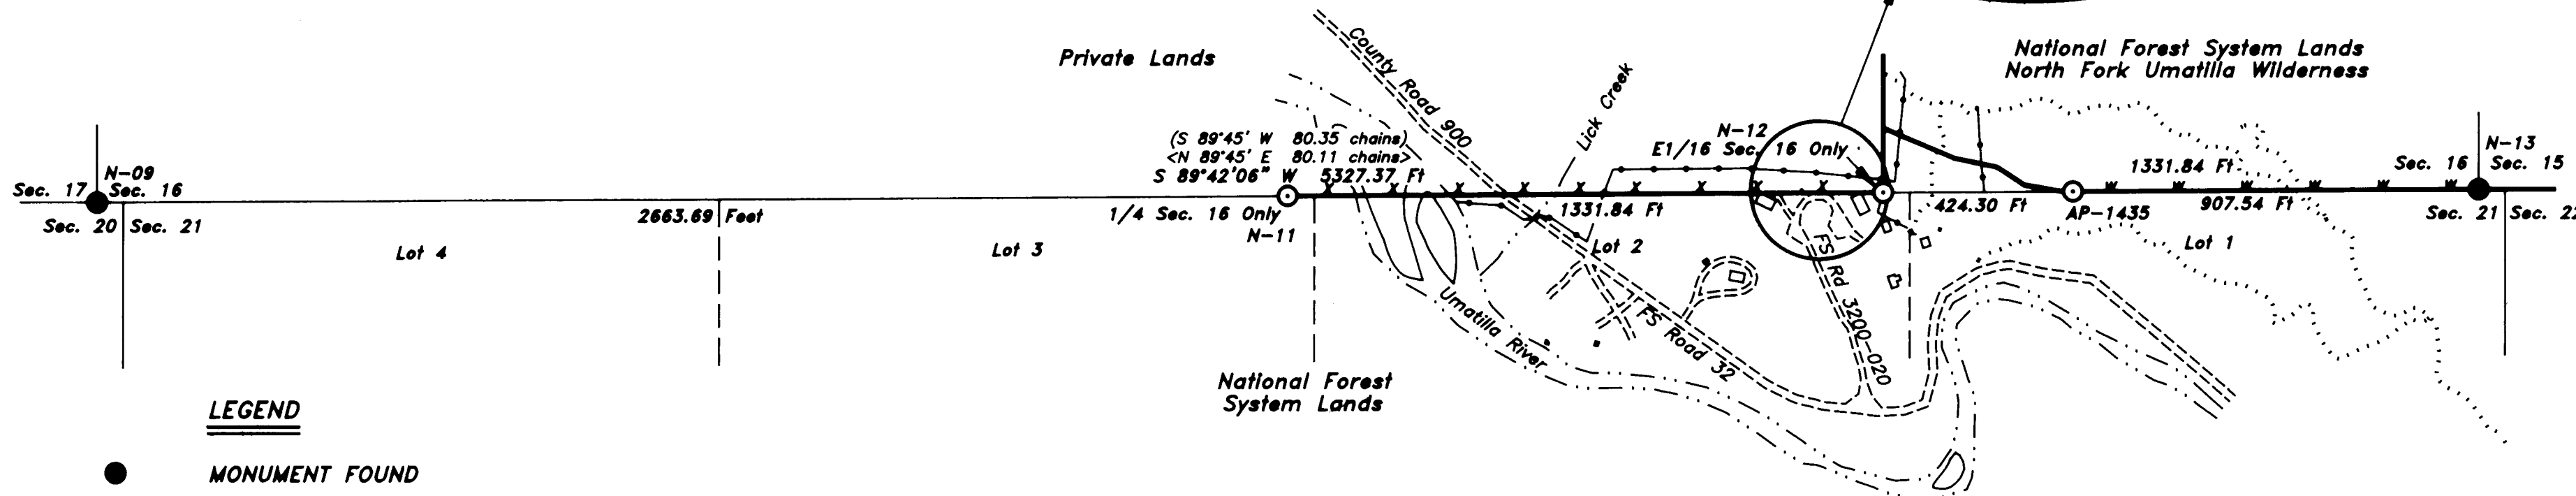 Private Lands
County Road 900
Lick Creek
National Forest System Lands
North Fork Umatilla Wilderness
(S 89°45' W 80.35 chains)
<N 89°45' E 80.11 chains>
S 89°42'06" W 5327.37 Ft
N-12
E1/16 Sec. 16 Only
1331.84 Ft
N-13
Sec. 16
Sec. 15
N-09
Sec. 17
Sec. 16
Sec. 20
Sec. 21
2663.69 Feet
1/4 Sec. 16 Only
N-11
1331.84 Ft
424.30 Ft
AP-1435
907.54 Ft
Sec. 21
Sec. 22
Lot 4
Lot 3
Lot 2
Lot 1
FS Rd 3200-020
FS Road 32
Umatilla River
National Forest
System Lands
LEGEND
MONUMENT FOUND